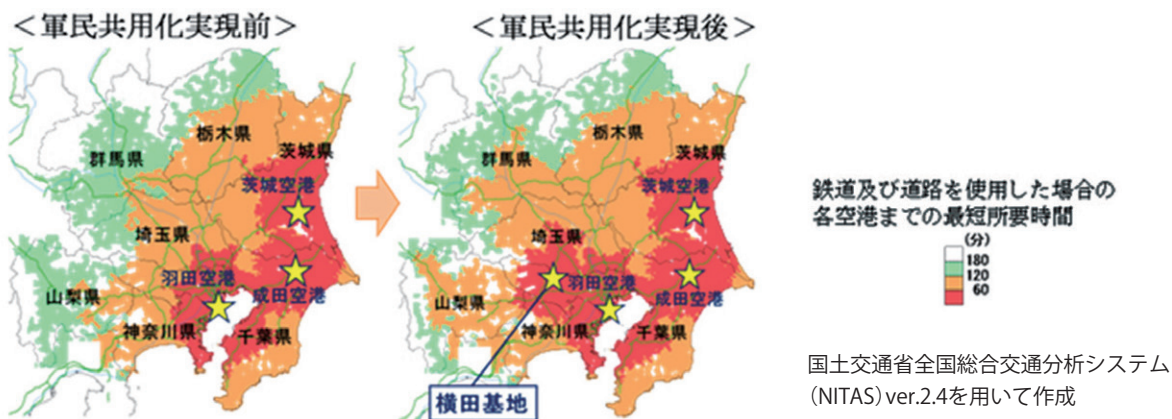 ＜軍民共用化実現前＞
栃木県
群馬県
茨城県
茨城空港
埼玉県
羽田空港
山梨県
成田空港
神奈川県
千葉県
＜軍民共用化実現後＞
栃木県
群馬県
茨城県
茨城空港
埼玉県
羽田空港
山梨県
成田空港
神奈川県
千葉県
横田基地
鉄道及び道路を使用した場合の
各空港までの最短所要時間
(分)
180
120
60
国土交通省全国総合交通分析システム
(NITAS)ver.2.4を用いて作成